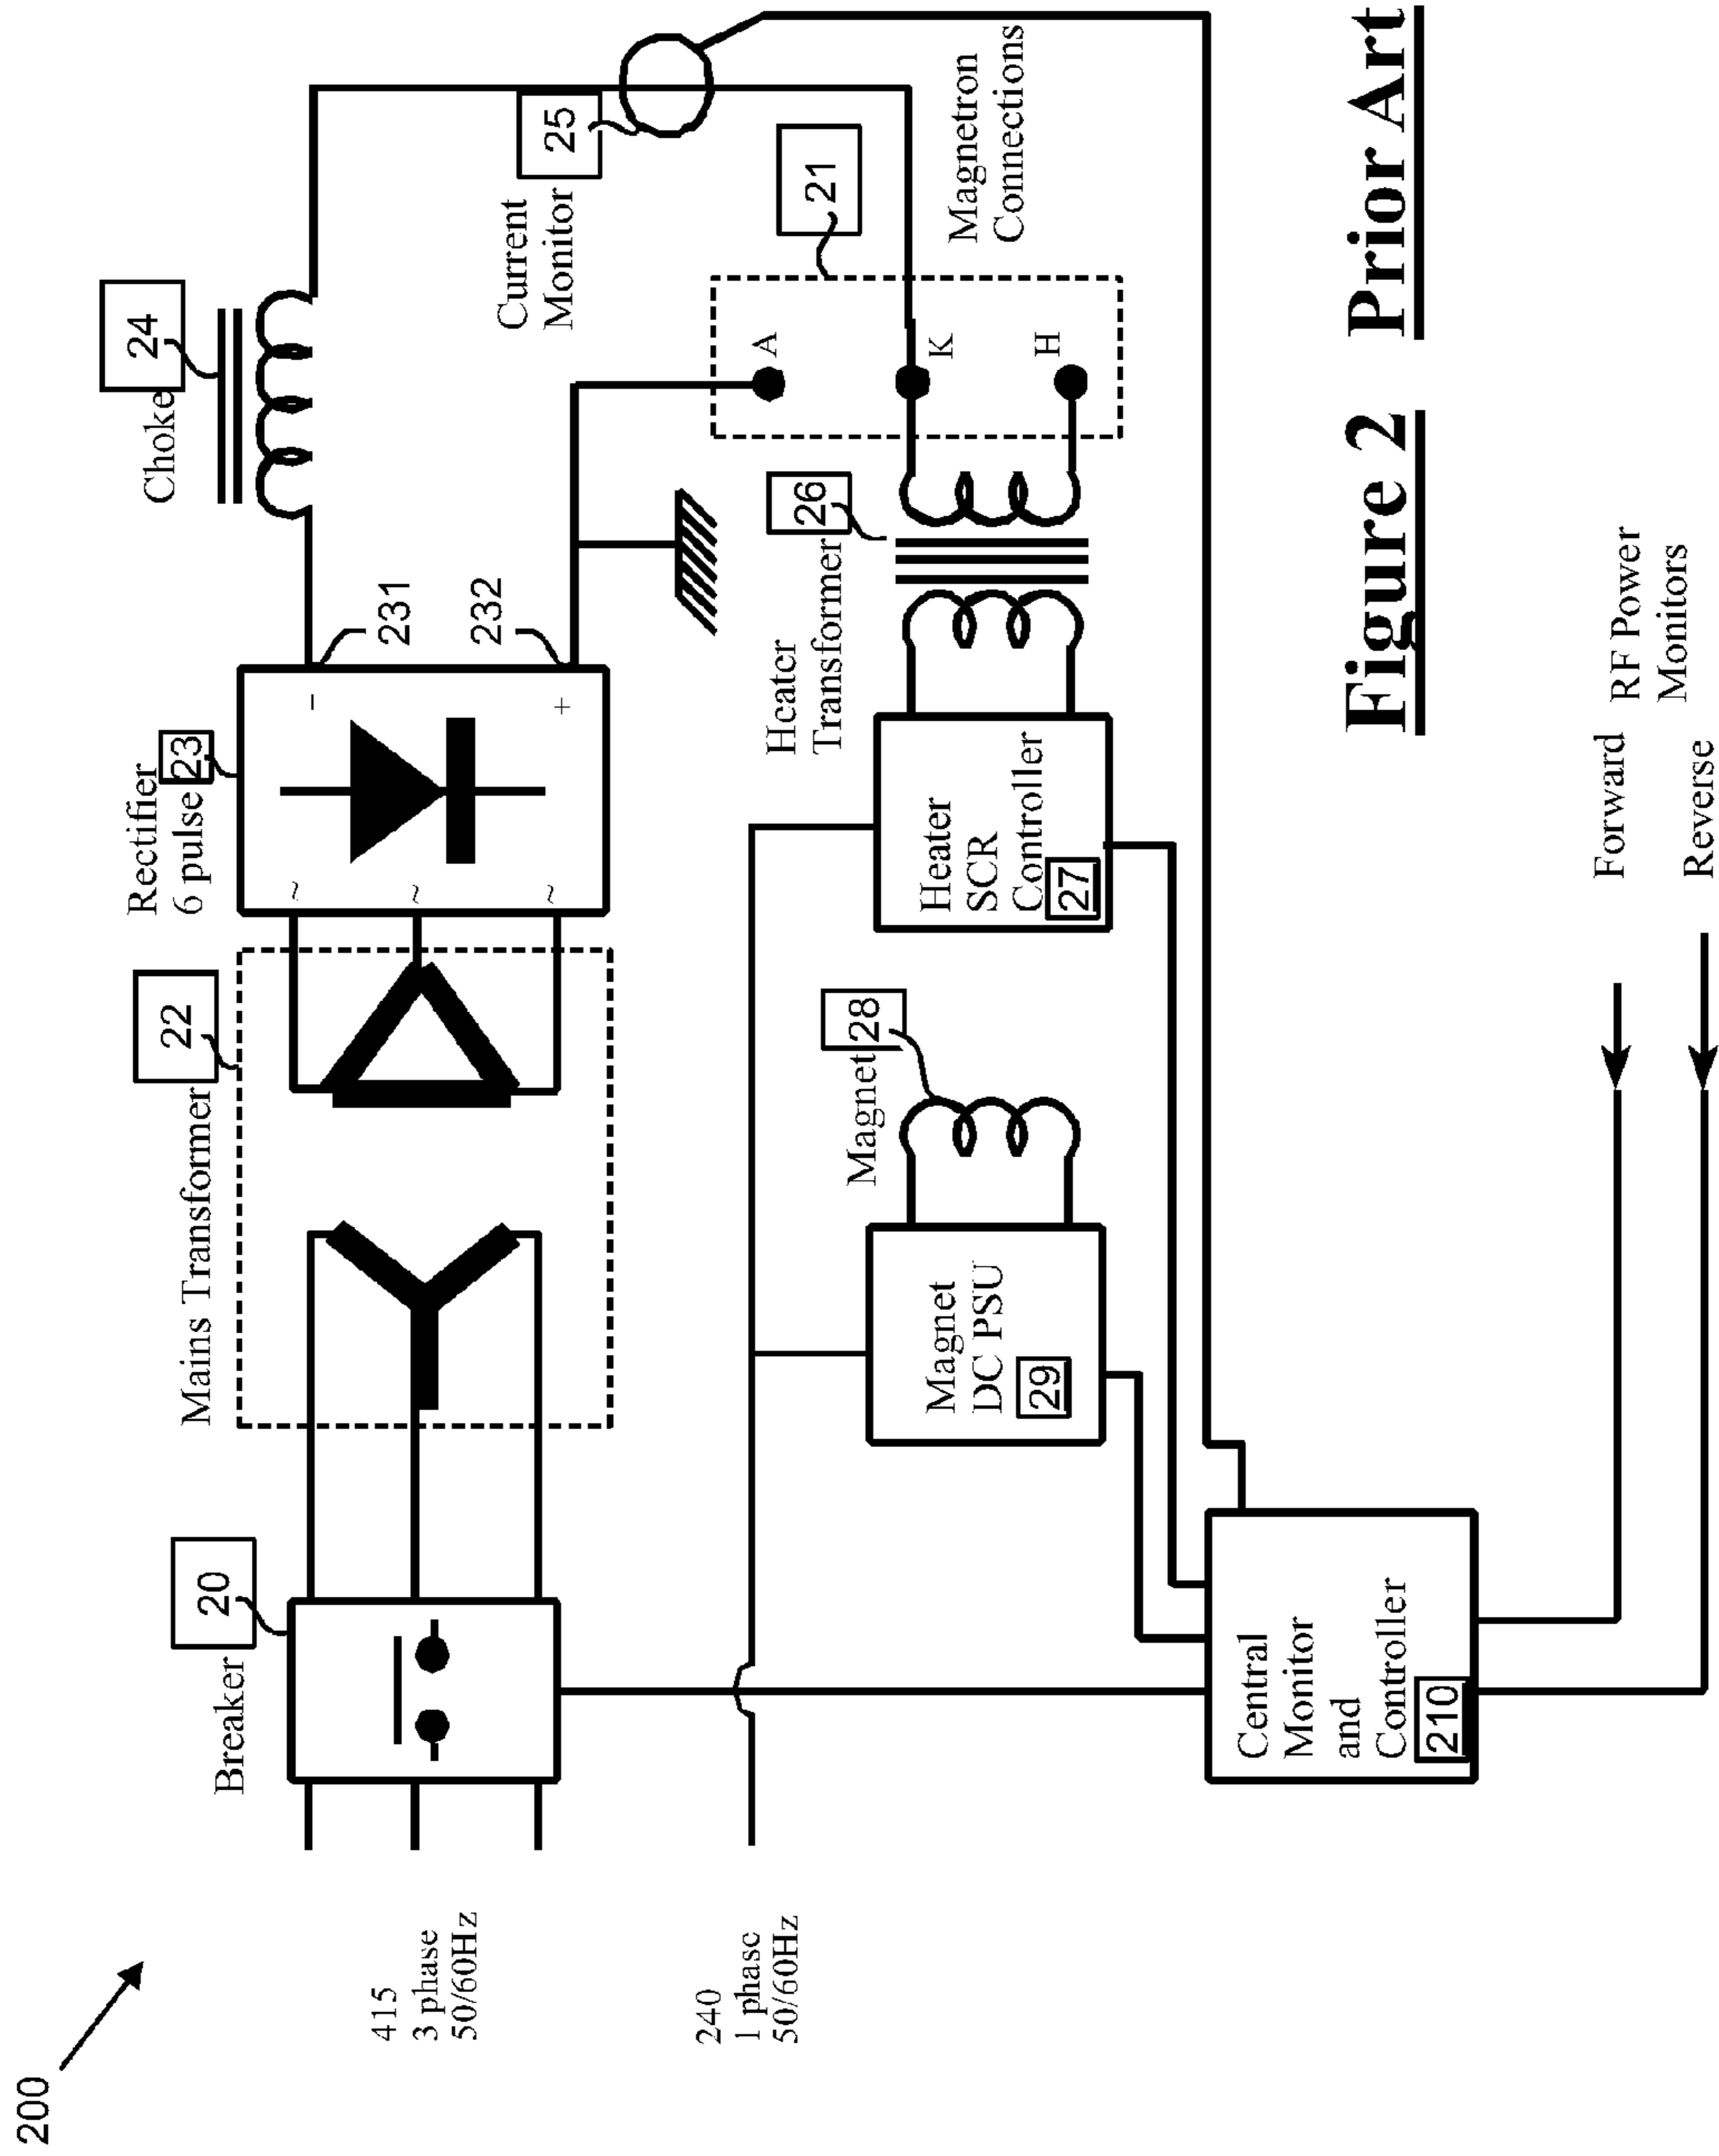 200
415
3 phase
50/60Hz
240
1 phase
50/60Hz
Breaker
20
Mains Transformer
22
Rectifier
6 pulse
23
~
~
~
−
+
231
232
Choke
24
Current
Monitor
25
21
Magnetron
Connections
A
K
H
Heater
Transformer
26
Heater
SCR
Controller
27
Magnet
28
Magnet
DC PSU
29
Central
Monitor
and
Controller
210
Forward
Reverse
RF Power
Monitors
Figure 2 Prior Art